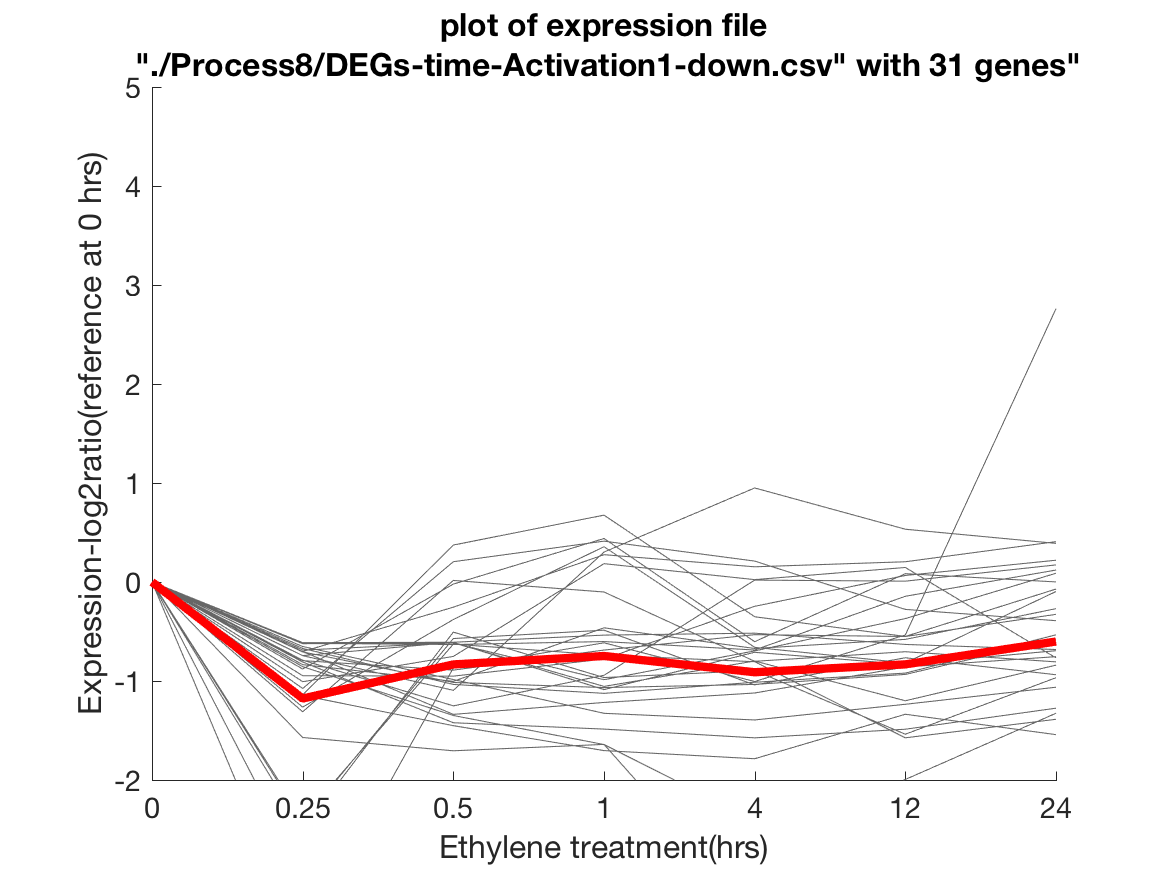 plot of expression file
"./Process8/DEGs-time-Activation1-down.csv" with 31 genes"
Expression-log2ratio(reference at 0 hrs)
5
4
3
2
1
0
-1
-2
0 0.25 0.5 1 4 12 24
Ethylene treatment(hrs)